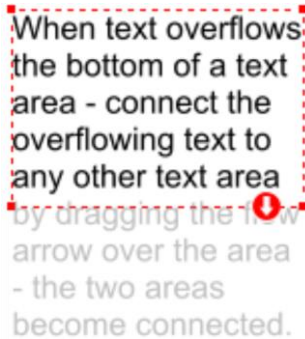 When text overflows
the bottom of a text
area - connect the
overflowing text to
any other text area
by dragging the flow
arrow over the area
- the two areas
become connected.